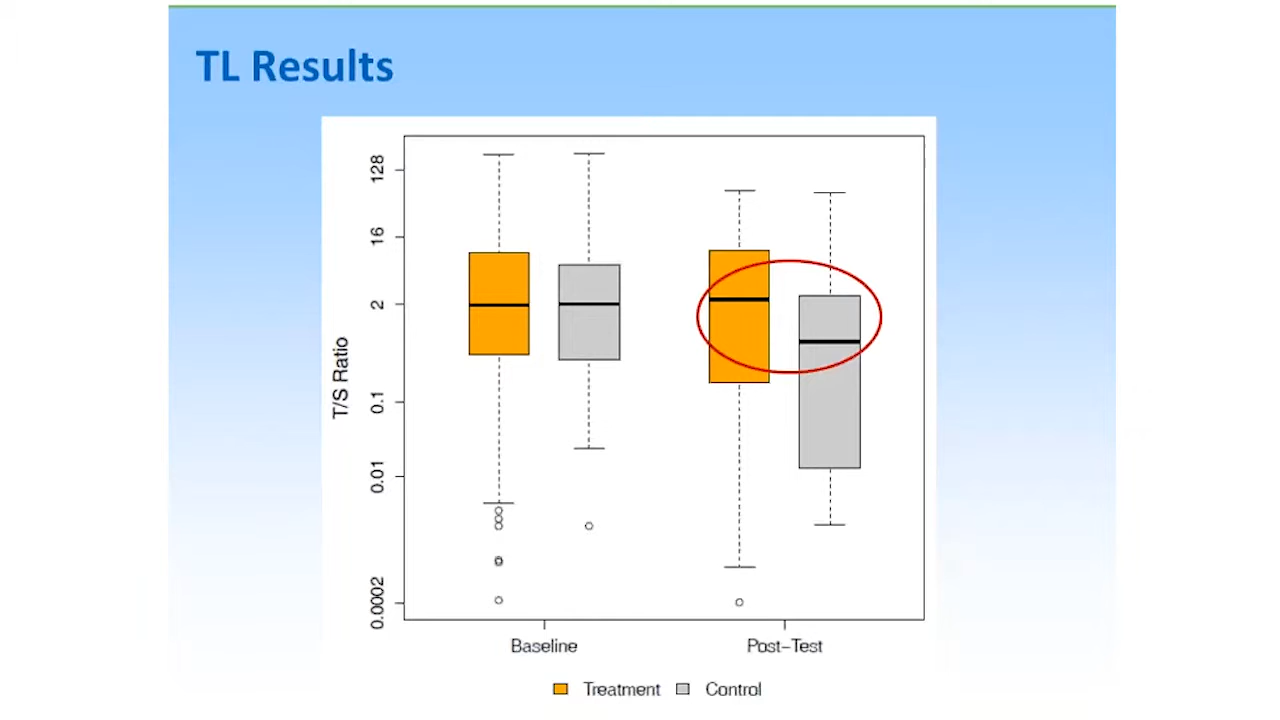 TL Results
128
16
2
0.1
0.01
0.0002
T/S Ratio
Baseline
Post-Test
Treatment
Control